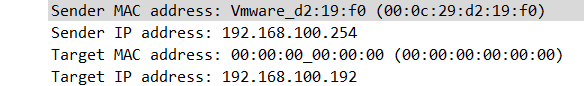 Sender MAC address: Vmware_d2:19:f0 (00:0c:29:d2:19:f0)
Sender IP address: 192.168.100.254
Target MAC address: 00:00:00_00:00:00 (00:00:00:00:00:00)
Target IP address: 192.168.100.192